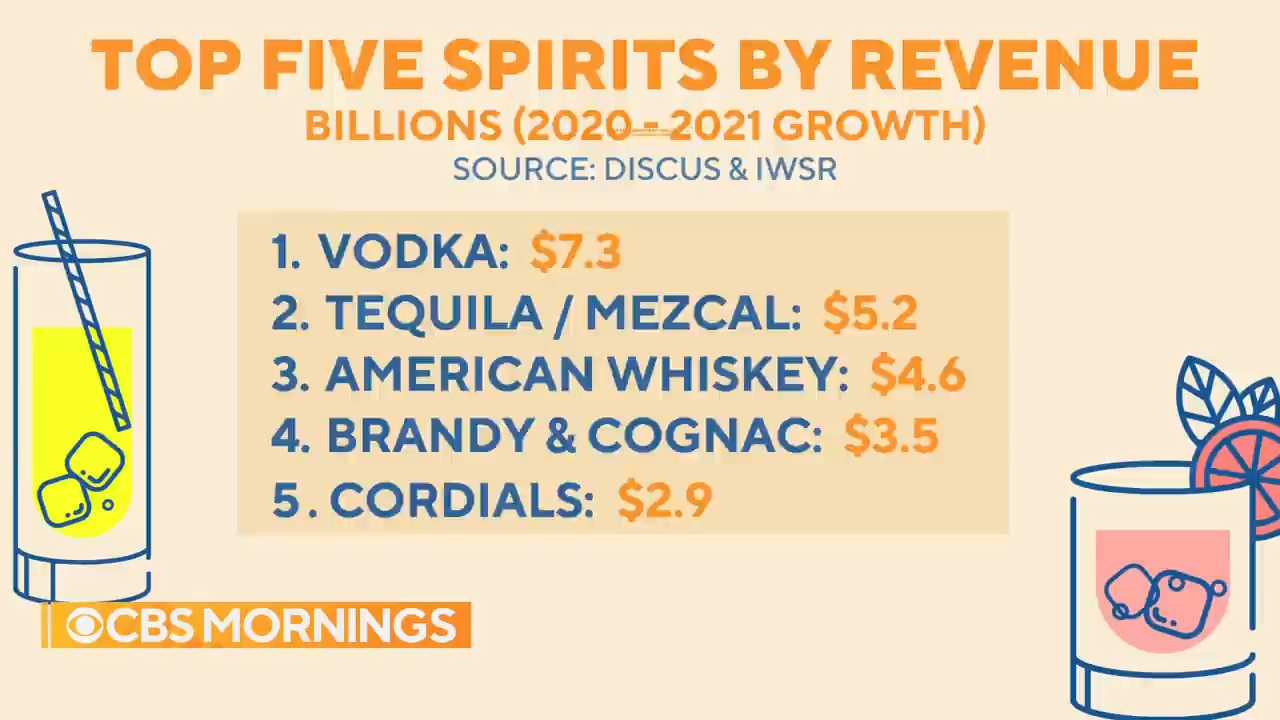 TOP FIVE SPIRITS BY REVENUE
BILLIONS (2020 - 2021 GROWTH)
SOURCE: DISCUS & IWSR
1. VODKA: $7.3
2. TEQUILA / MEZCAL: $5.2
3. AMERICAN WHISKEY: $4.6
4. BRANDY & COGNAC: $3.5
5. CORDIALS: $2.9
CBS MORNINGS